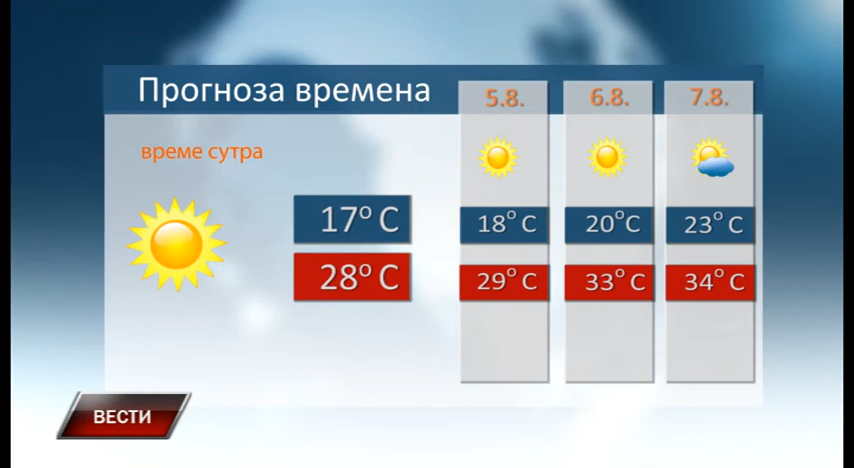 Прогноза времена
време сутра
17° C
28° C
5.8.
6.8.
7.8.
18° C
20°C
23° C
29° C
33° C
34° C
ВЕСТИ